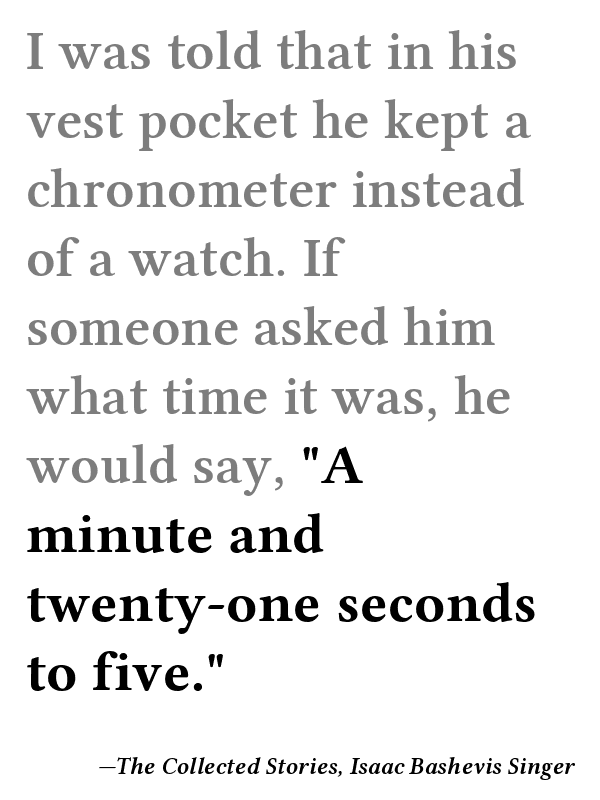 I was told that in his
vest pocket he kept a
chronometer instead
of a watch. If
someone asked him
what time it was, he
would say, "A
minute and
twenty-one seconds
to five."
—The Collected Stories, Isaac Bashevis Singer